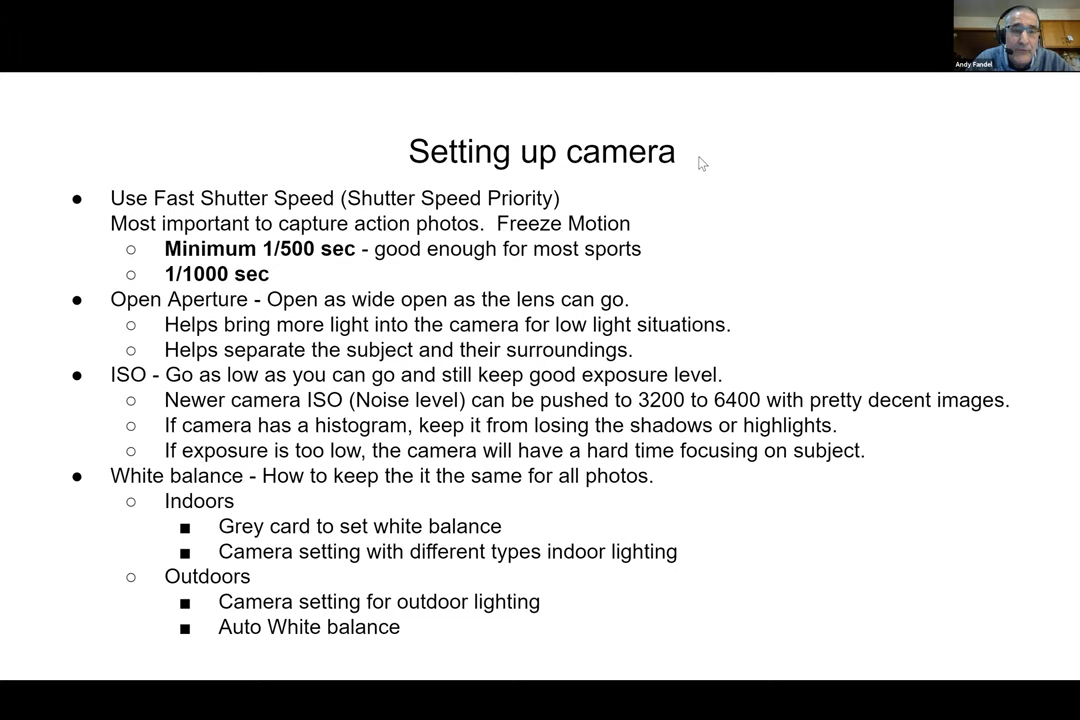 Andy Fandel
Setting up camera
● Use Fast Shutter Speed (Shutter Speed Priority)
Most important to capture action photos.  Freeze Motion
○ Minimum 1/500 sec - good enough for most sports
○ 1/1000 sec
● Open Aperture - Open as wide open as the lens can go.
○ Helps bring more light into the camera for low light situations.
○ Helps separate the subject and their surroundings.
● ISO - Go as low as you can go and still keep good exposure level.
○ Newer camera ISO (Noise level) can be pushed to 3200 to 6400 with pretty decent images.
○ If camera has a histogram, keep it from losing the shadows or highlights.
○ If exposure is too low, the camera will have a hard time focusing on subject.
● White balance - How to keep the it the same for all photos.
○ Indoors
■ Grey card to set white balance
■ Camera setting with different types indoor lighting
○ Outdoors
■ Camera setting for outdoor lighting
■ Auto White balance